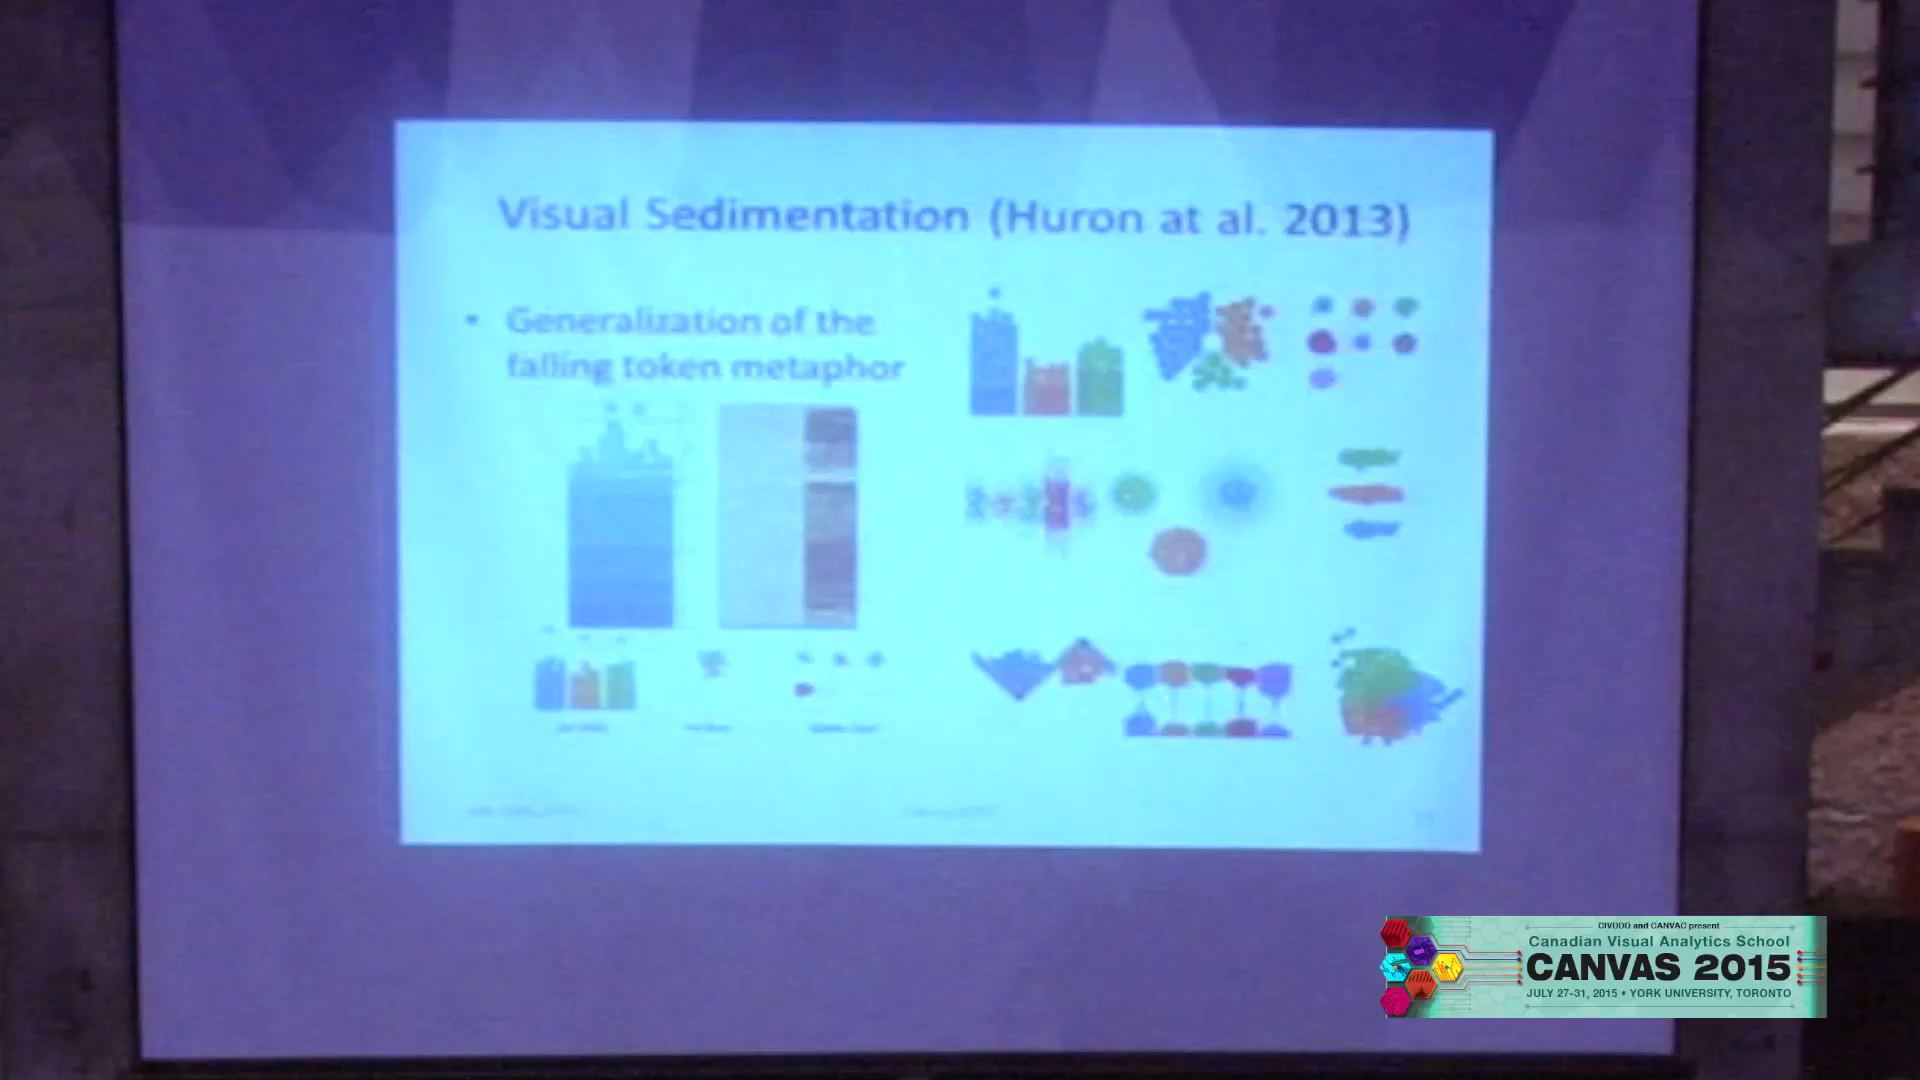 Visual Sedimentation (Huron at al. 2013)
• Generalization of the
falling token metaphor
CIVDDD and CANVAC present
Canadian Visual Analytics School
CANVAS 2015
JULY 27-31, 2015 • YORK UNIVERSITY, TORONTO